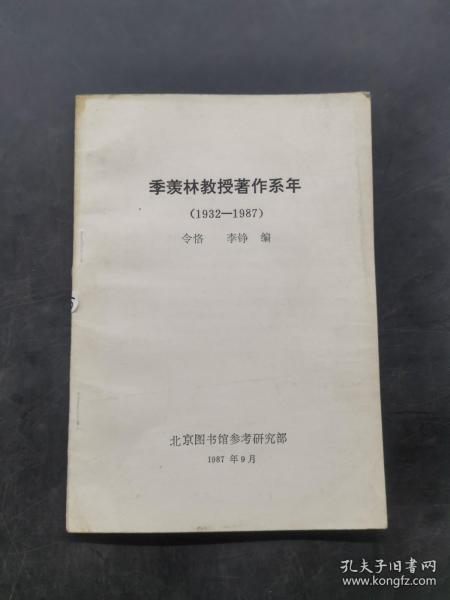 季羡林教授著作系年
(1932—1987)
令恪 李铮 编
北京图书馆参考研究部
1987 年 9 月
孔夫子旧书网
www.kongfz.com